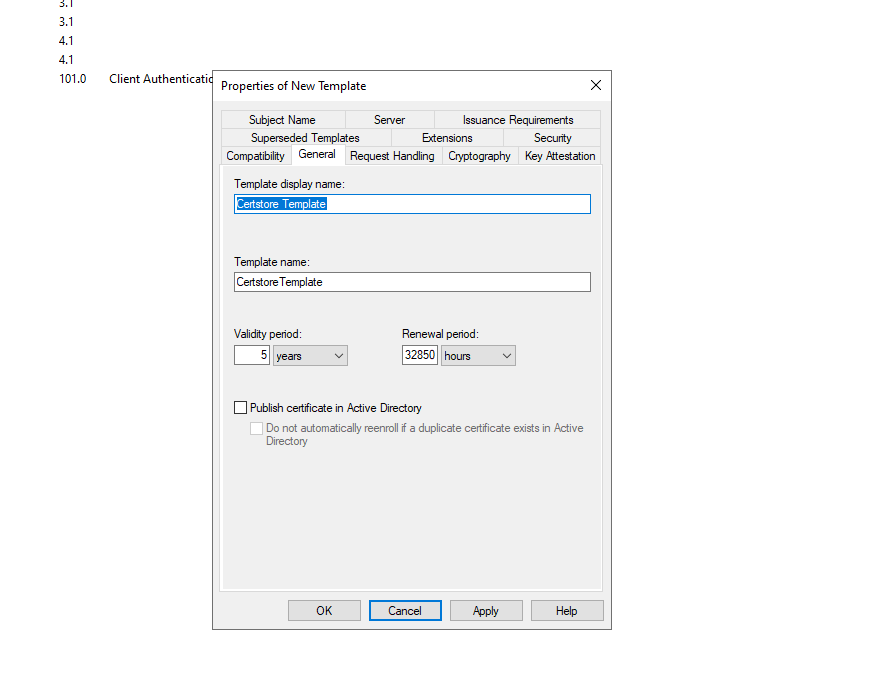 3.1
3.1
4.1
4.1
101.0 Client Authenticatio
Properties of New Template
Subject Name Server Issuance Requirements
Superseded Templates Extensions Security
Compatibility General Request Handling Cryptography Key Attestation
Template display name:
Certstore Template
Template name:
CertstoreTemplate
Validity period: Renewal period:
5 years 32850 hours
Publish certificate in Active Directory
Do not automatically reenroll if a duplicate certificate exists in Active
Directory
OK Cancel Apply Help